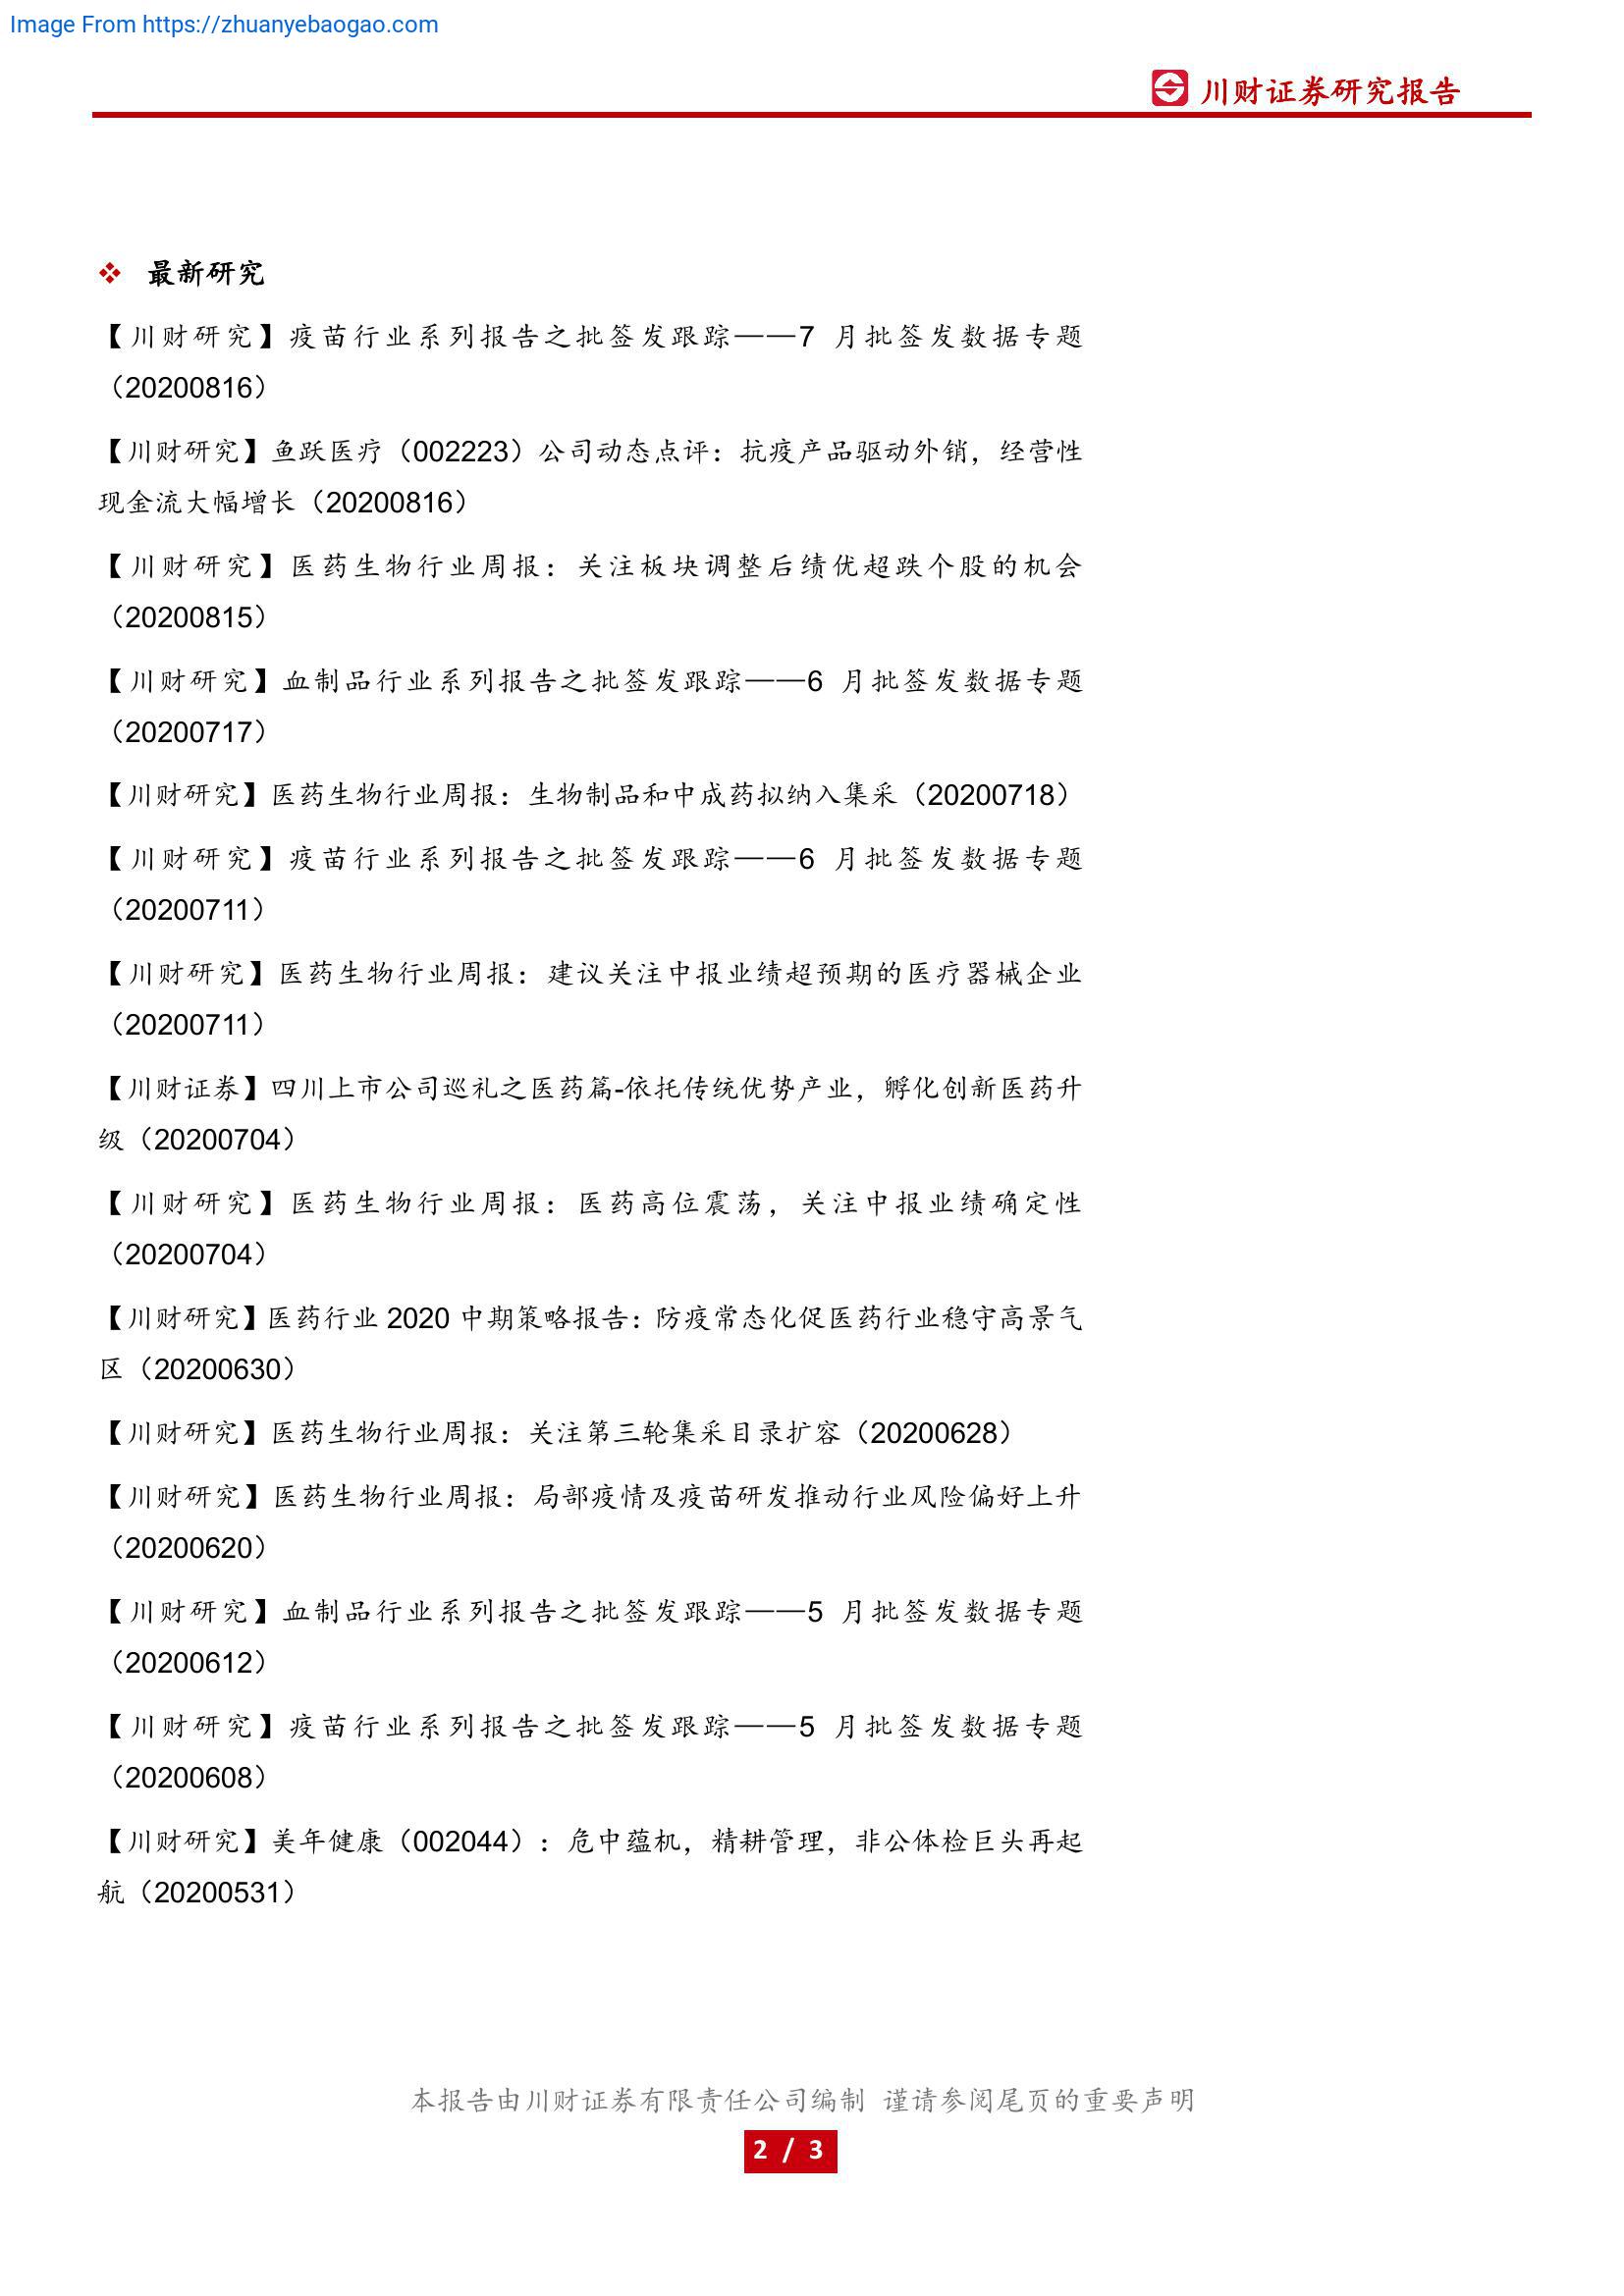 Image From https://zhuanyebaogao.com
川财证券研究报告
❖ 最新研究
【川财研究】疫苗行业系列报告之批签发跟踪——7 月批签发数据专题
（20200816）
【川财研究】鱼跃医疗（002223）公司动态点评：抗疫产品驱动外销，经营性
现金流大幅增长（20200816）
【川财研究】医药生物行业周报：关注板块调整后绩优超跌个股的机会
（20200815）
【川财研究】血制品行业系列报告之批签发跟踪——6 月批签发数据专题
（20200717）
【川财研究】医药生物行业周报：生物制品和中成药拟纳入集采（20200718）
【川财研究】疫苗行业系列报告之批签发跟踪——6 月批签发数据专题
（20200711）
【川财研究】医药生物行业周报：建议关注中报业绩超预期的医疗器械企业
（20200711）
【川财证券】四川上市公司巡礼之医药篇-依托传统优势产业，孵化创新医药升
级（20200704）
【川财研究】医药生物行业周报：医药高位震荡，关注中报业绩确定性
（20200704）
【川财研究】医药行业 2020 中期策略报告：防疫常态化促医药行业稳守高景气
区（20200630）
【川财研究】医药生物行业周报：关注第三轮集采目录扩容（20200628）
【川财研究】医药生物行业周报：局部疫情及疫苗研发推动行业风险偏好上升
（20200620）
【川财研究】血制品行业系列报告之批签发跟踪——5 月批签发数据专题
（20200612）
【川财研究】疫苗行业系列报告之批签发跟踪——5 月批签发数据专题
（20200608）
【川财研究】美年健康（002044）：危中蕴机，精耕管理，非公体检巨头再起
航（20200531）
本报告由川财证券有限责任公司编制 谨请参阅尾页的重要声明
2 / 3